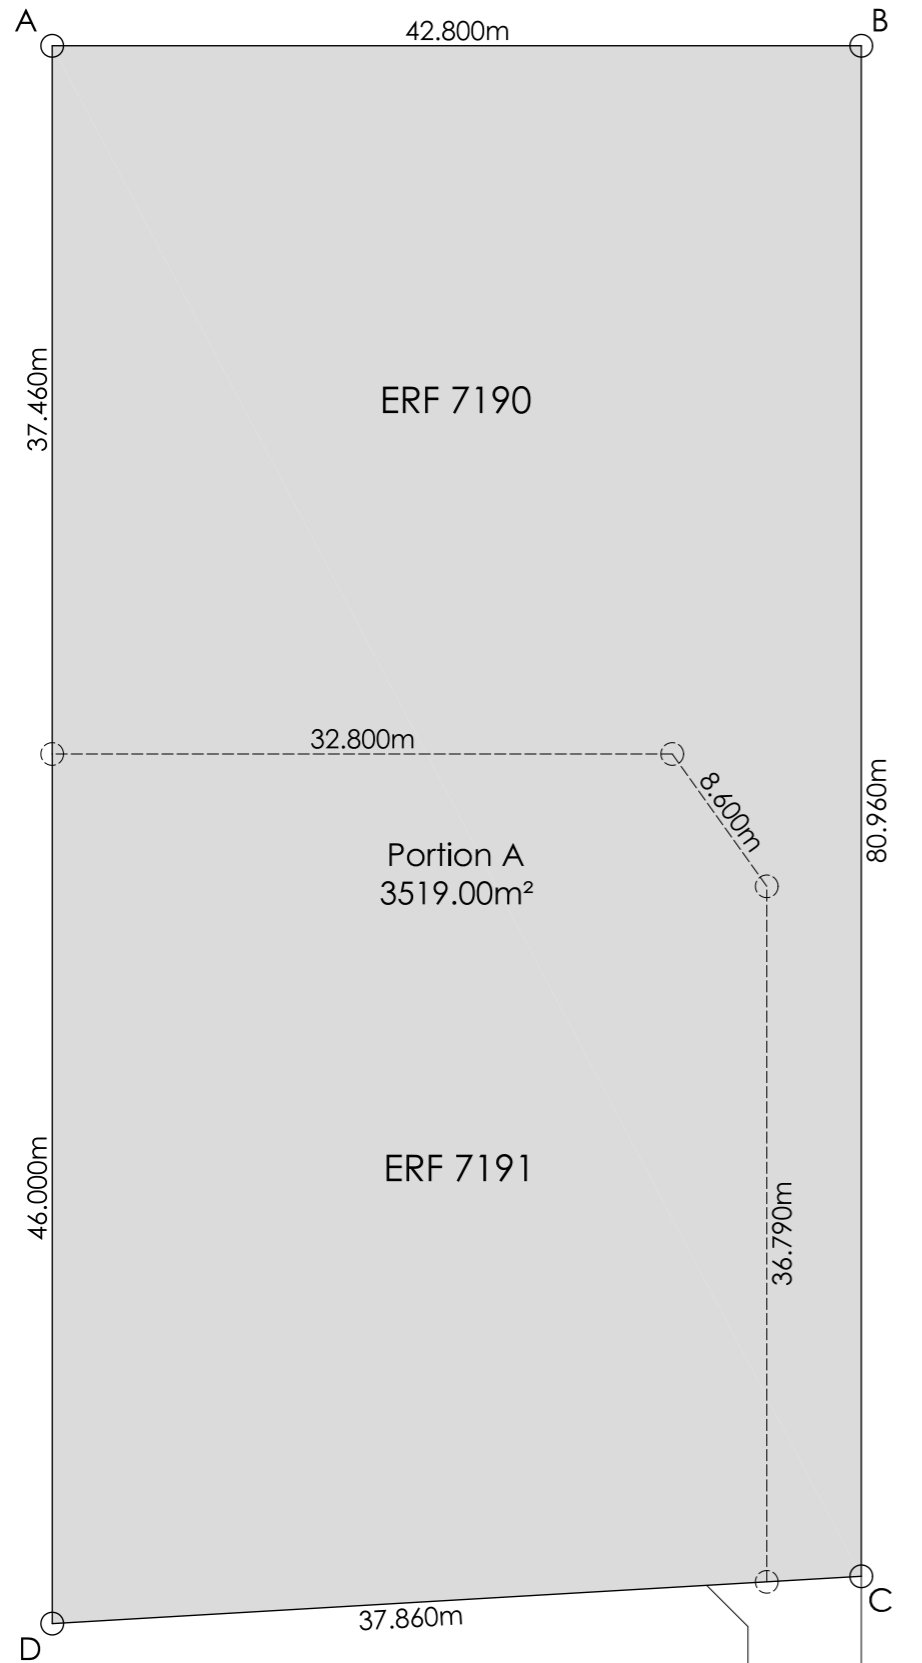 A
B
42.800m
37.460m
ERF 7190
32.800m
8.600m
80.960m
Portion A
3519.00m²
46.000m
ERF 7191
36.790m
C
37.860m
D